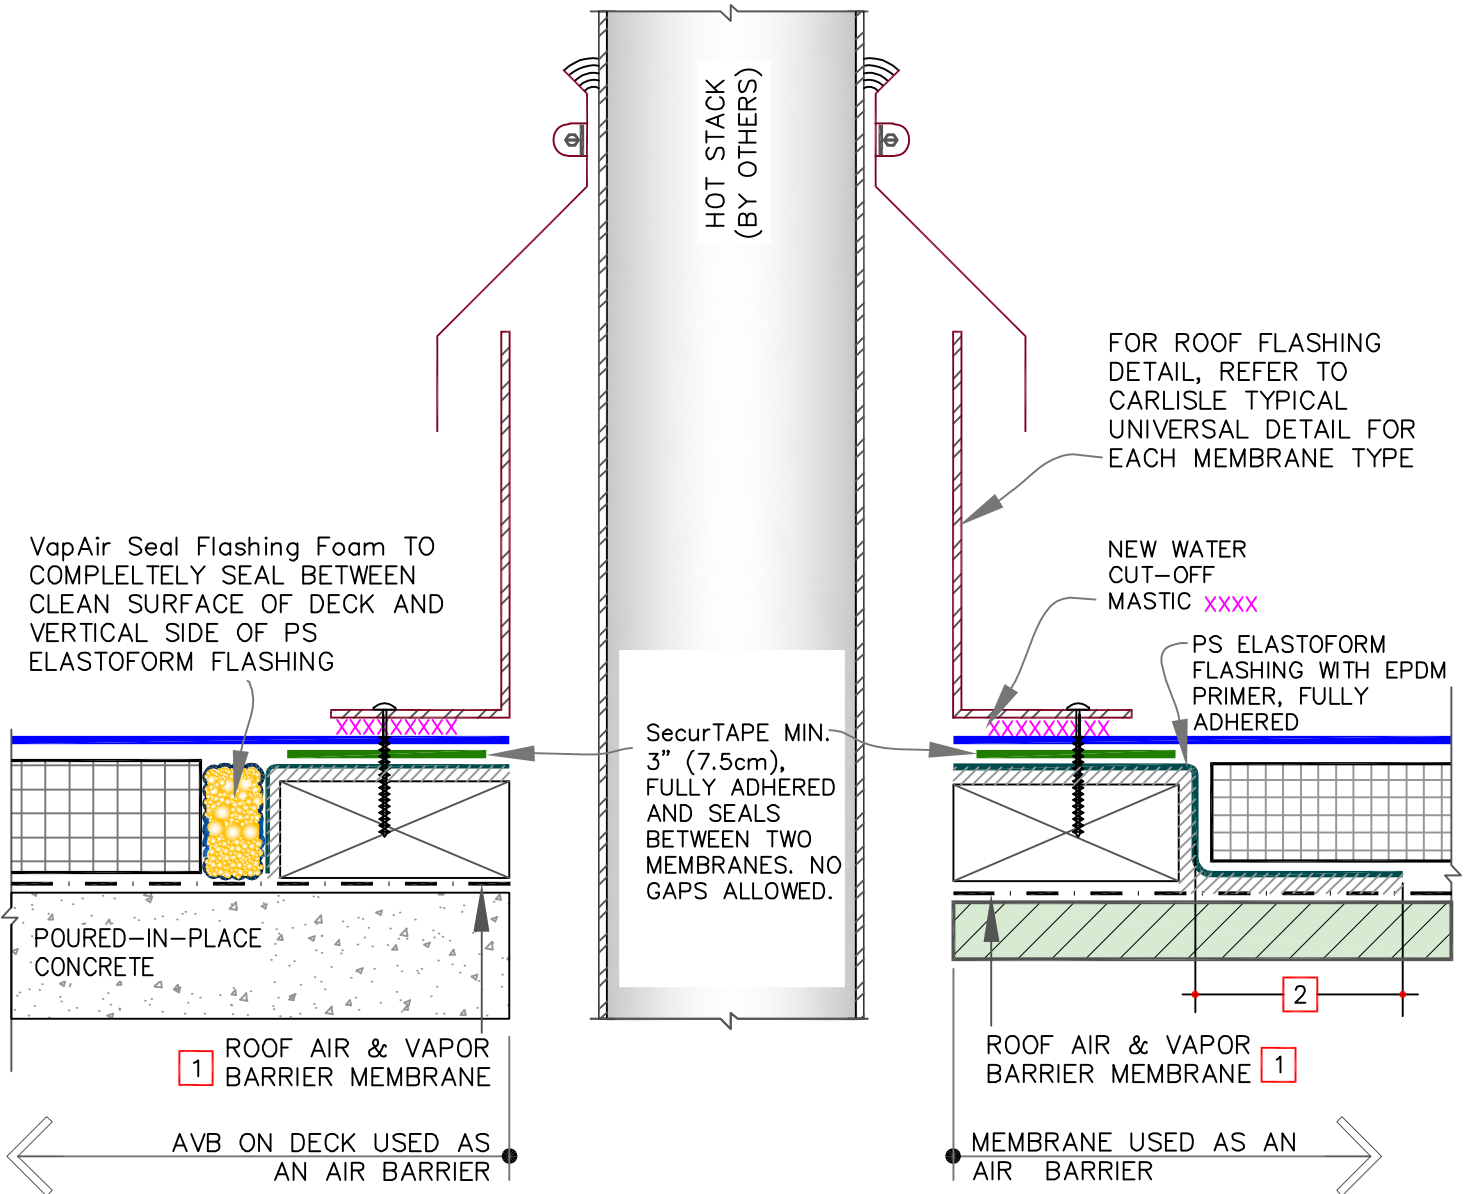 HOT STACK
(BY OTHERS)
FOR ROOF FLASHING
DETAIL, REFER TO
CARLISLE TYPICAL
UNIVERSAL DETAIL FOR
EACH MEMBRANE TYPE
VapAir Seal Flashing Foam TO
COMPLELTELY SEAL BETWEEN
CLEAN SURFACE OF DECK AND
VERTICAL SIDE OF PS
ELASTOFORM FLASHING
NEW WATER
CUT-OFF
MASTIC XXXX
PS ELASTOFORM
FLASHING WITH EPDM
PRIMER, FULLY
ADHERED
XXXXXXXXX
XXXXXXXXX
SecurTAPE MIN.
3" (7.5cm),
FULLY ADHERED
AND SEALS
BETWEEN TWO
MEMBRANES. NO
GAPS ALLOWED.
POURED-IN-PLACE
CONCRETE
2
1 ROOF AIR & VAPOR
BARRIER MEMBRANE
ROOF AIR & VAPOR
BARRIER MEMBRANE 1
AVB ON DECK USED AS
AN AIR BARRIER
MEMBRANE USED AS AN
AIR BARRIER